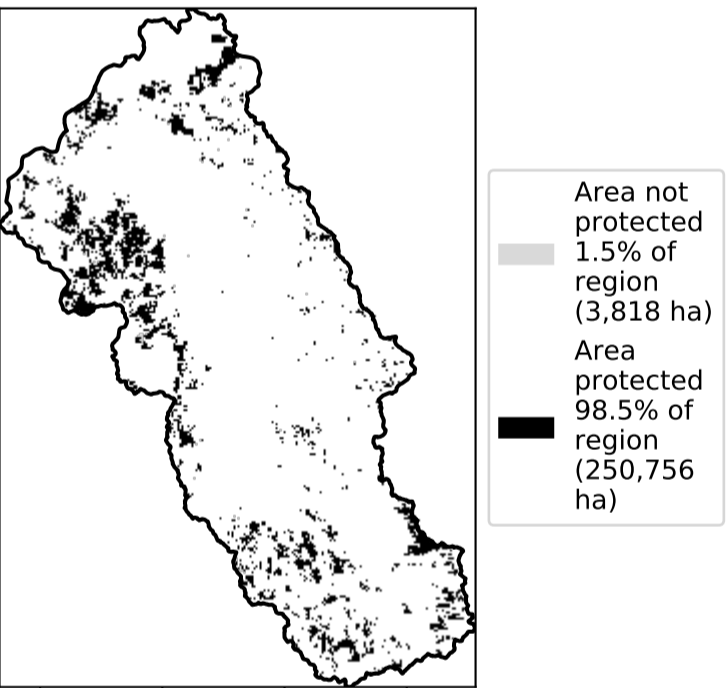 Area not
protected
1.5% of
region
(3,818 ha)
Area
protected
98.5% of
region
(250,756
ha)